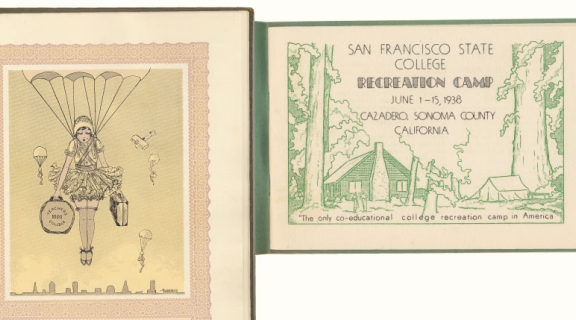 SAN FRANCISCO STATE
COLLEGE
RECREATION CAMP
JUNE 1-15, 1938
CAZADERO, SONOMA COUNTY
CALIFORNIA
"The only co-educational college recreation camp in America"